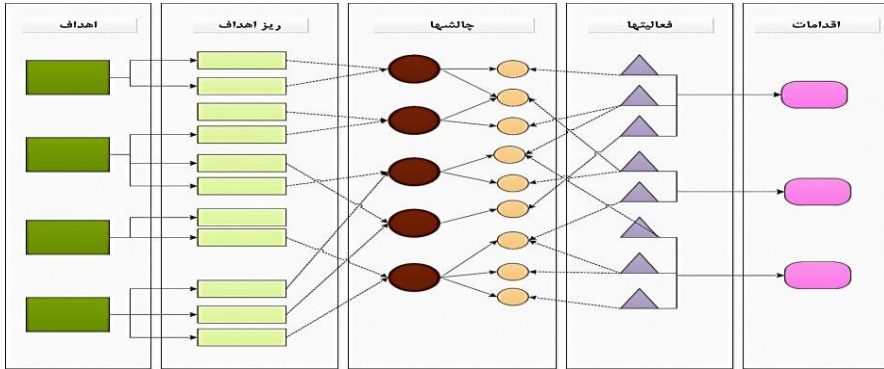 اهداف
ریز اهداف
چالشها
فعالیتها
اقدامات